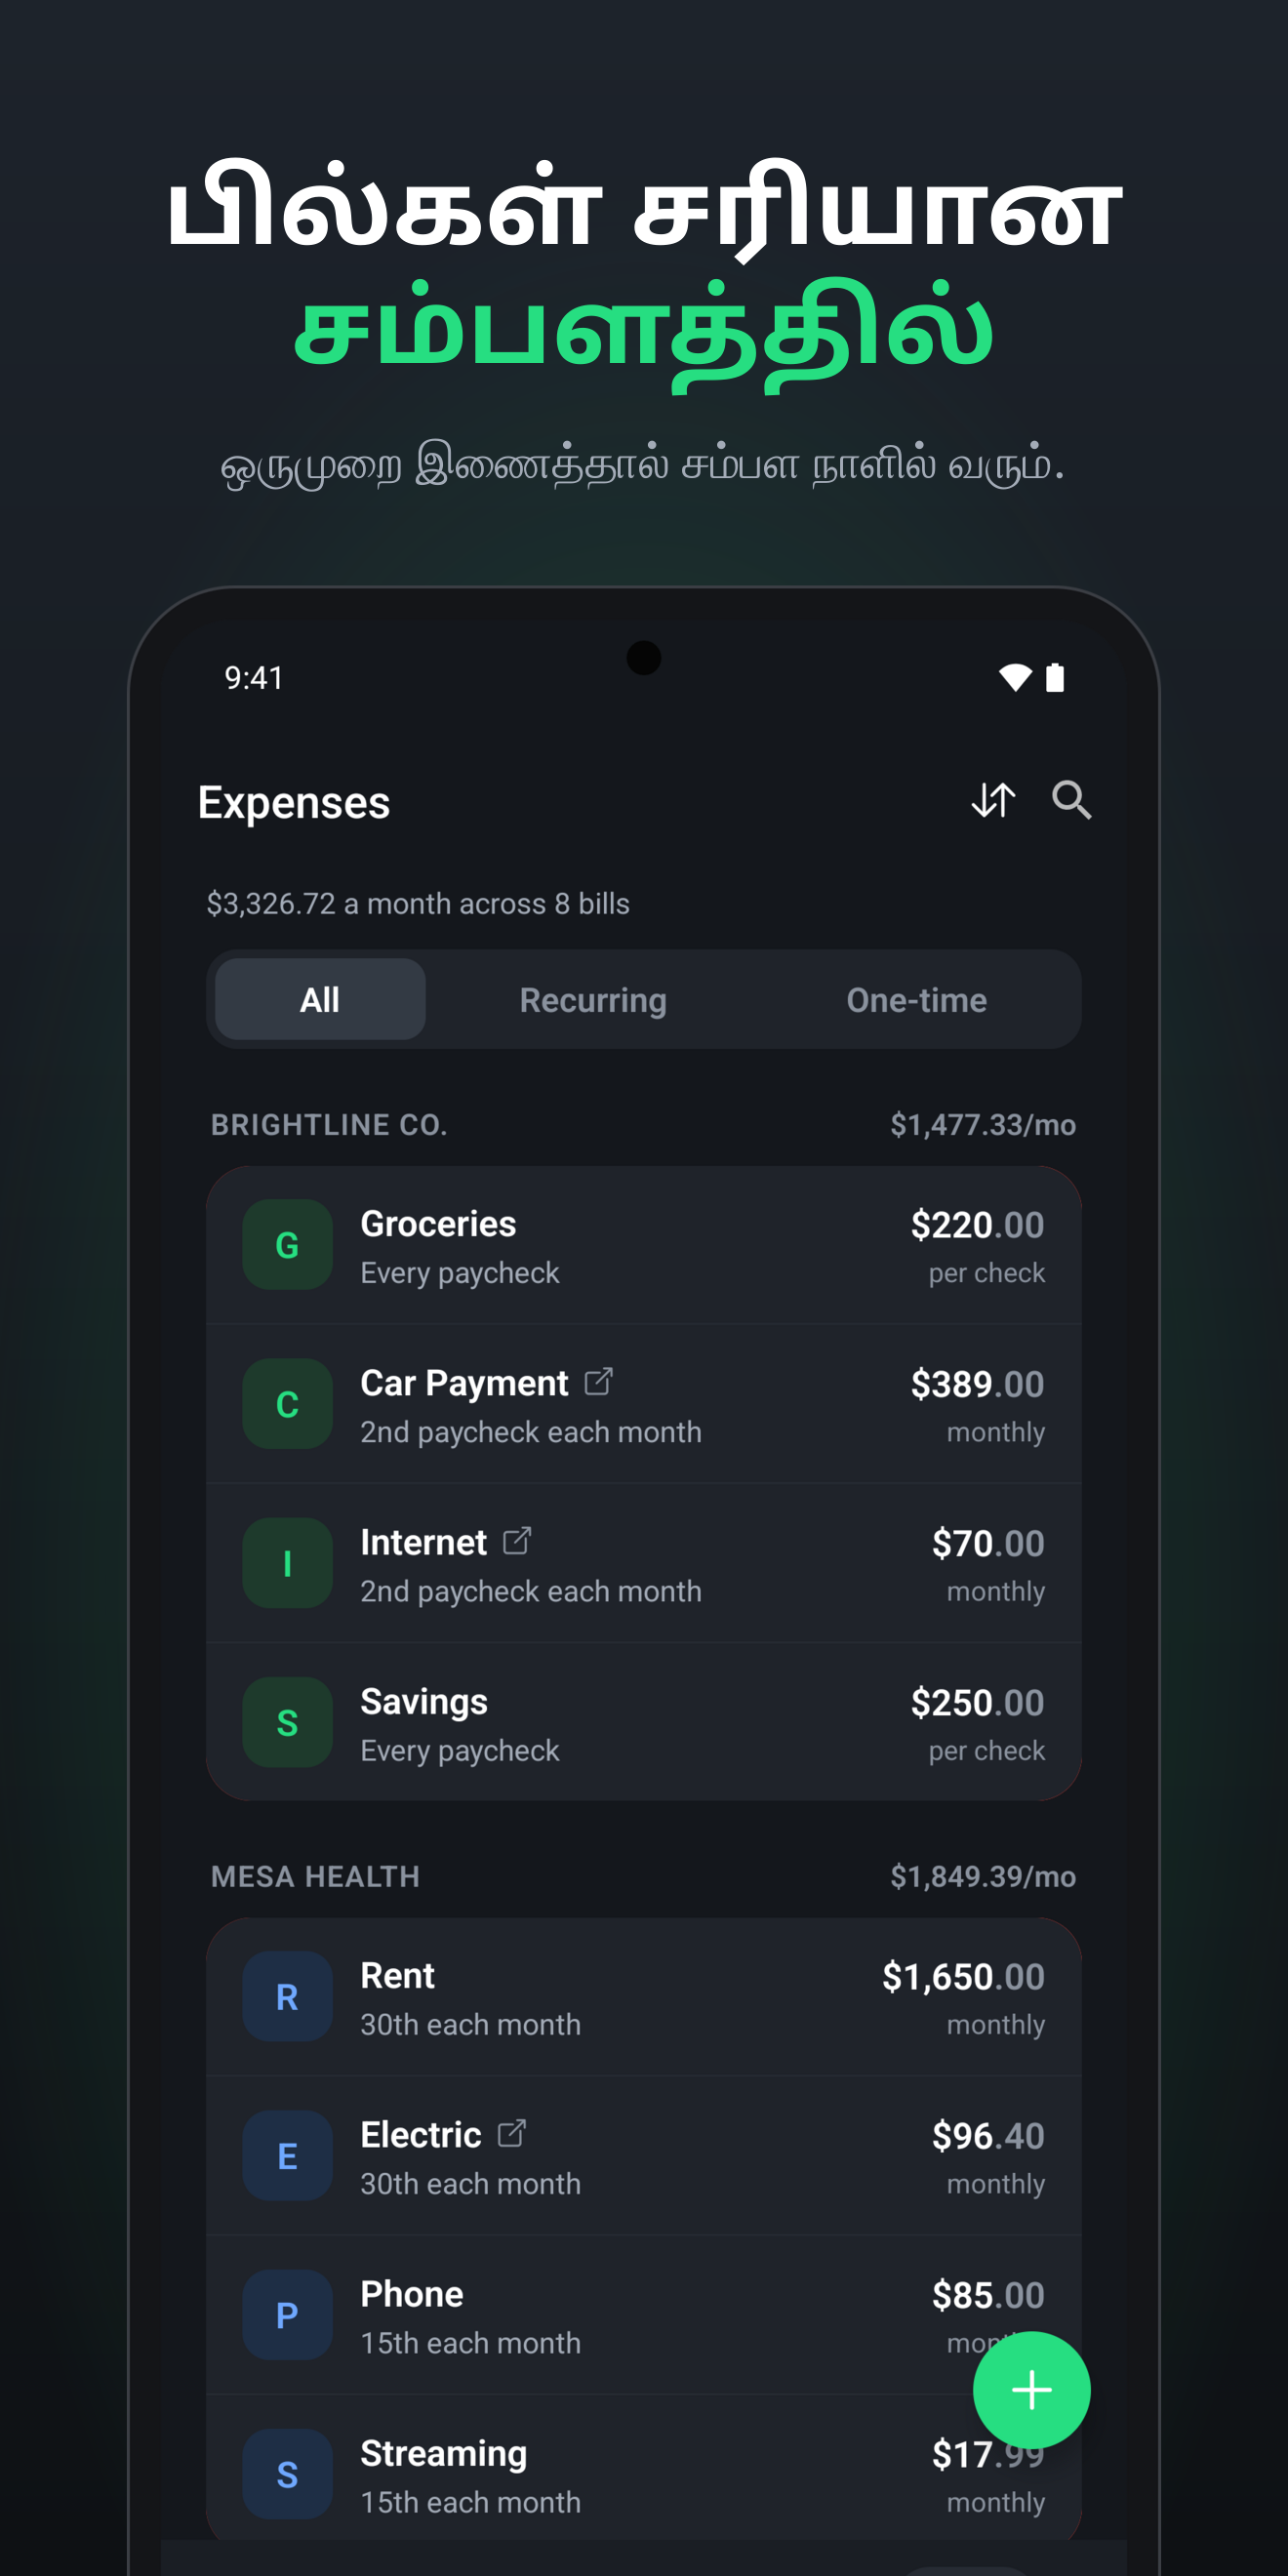 பில்கள் சரியான
சம்பளத்தில்
ஒருமுறை இணைத்தால் சம்பள நாளில் வரும்.
9:41
Expenses
$3,326.72 a month across 8 bills
All Recurring One-time
BRIGHTLINE CO. $1,477.33/mo
G Groceries $220.00
Every paycheck per check
C Car Payment $389.00
2nd paycheck each month monthly
I Internet $70.00
2nd paycheck each month monthly
S Savings $250.00
Every paycheck per check
MESA HEALTH $1,849.39/mo
R Rent $1,650.00
30th each month monthly
E Electric $96.40
30th each month monthly
P Phone $85.00
15th each month
S Streaming $17.99
15th each month monthly